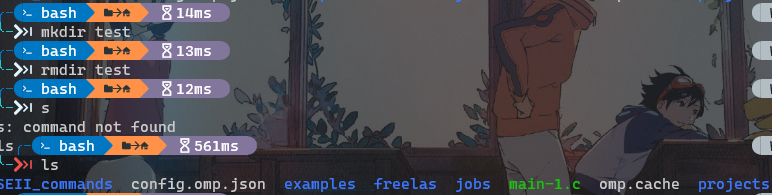 bash 14ms
mkdir test
bash 13ms
rmdir test
bash 12ms
s
s: command not found
ls bash 561ms
ls
SEII_commands config.omp.json examples freelas jobs main-1.c omp.cache projects